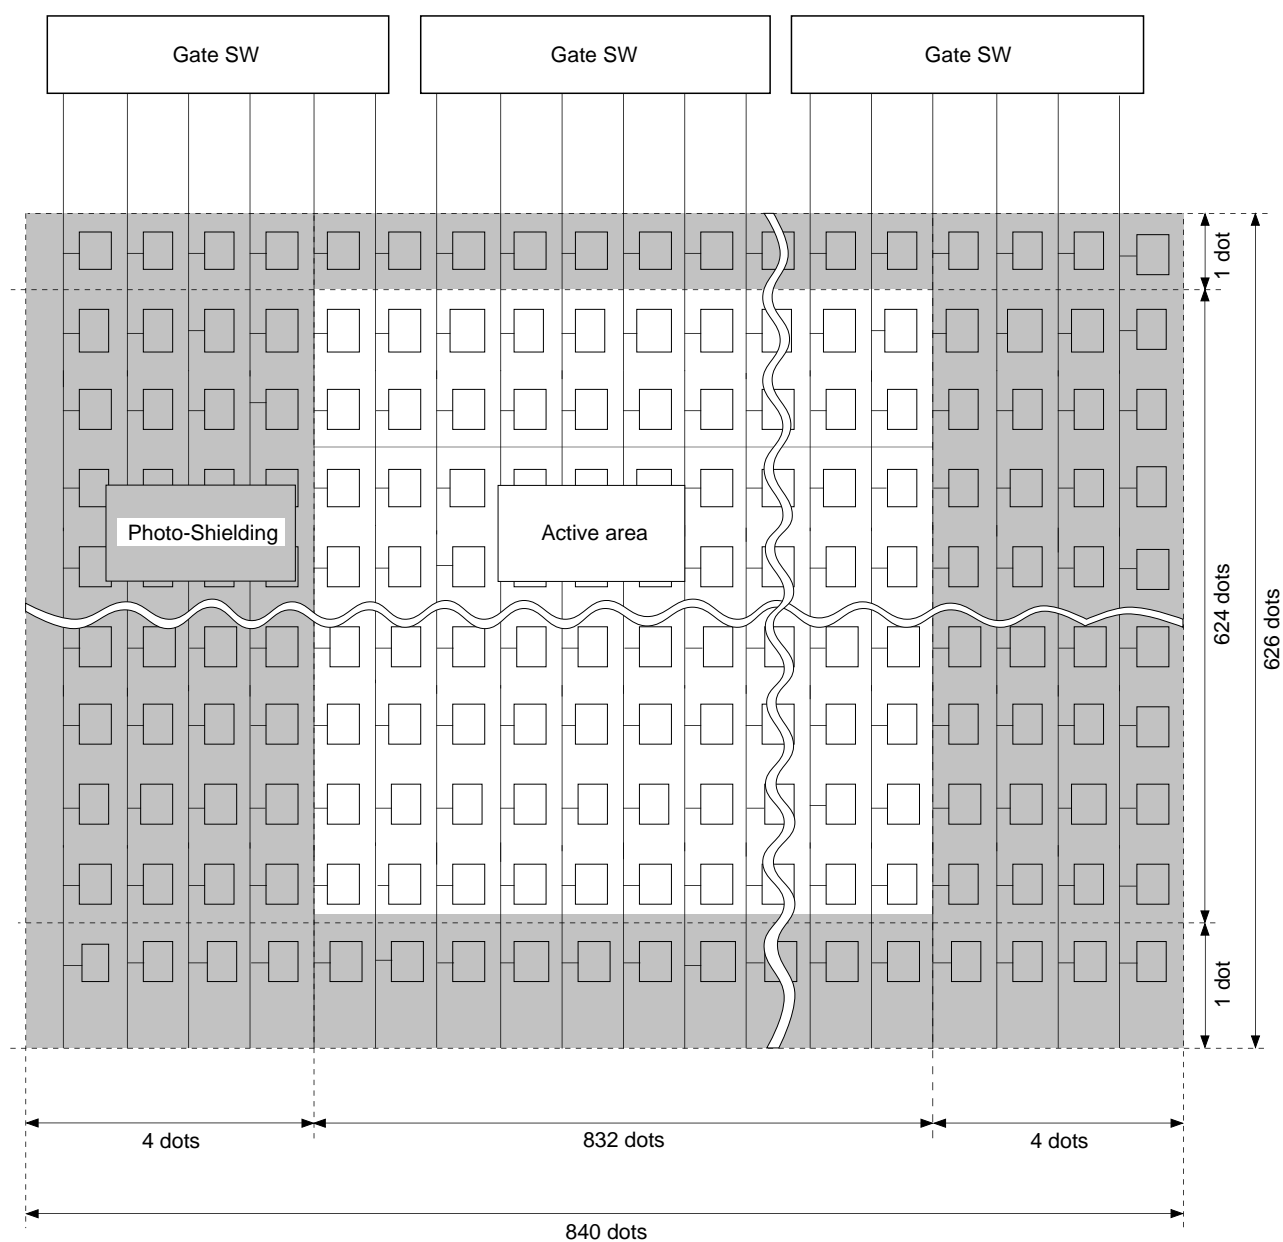 Gate SW
Gate SW
Gate SW
1 dot
Photo-Shielding
Active area
624 dots
626 dots
1 dot
4 dots
832 dots
4 dots
840 dots